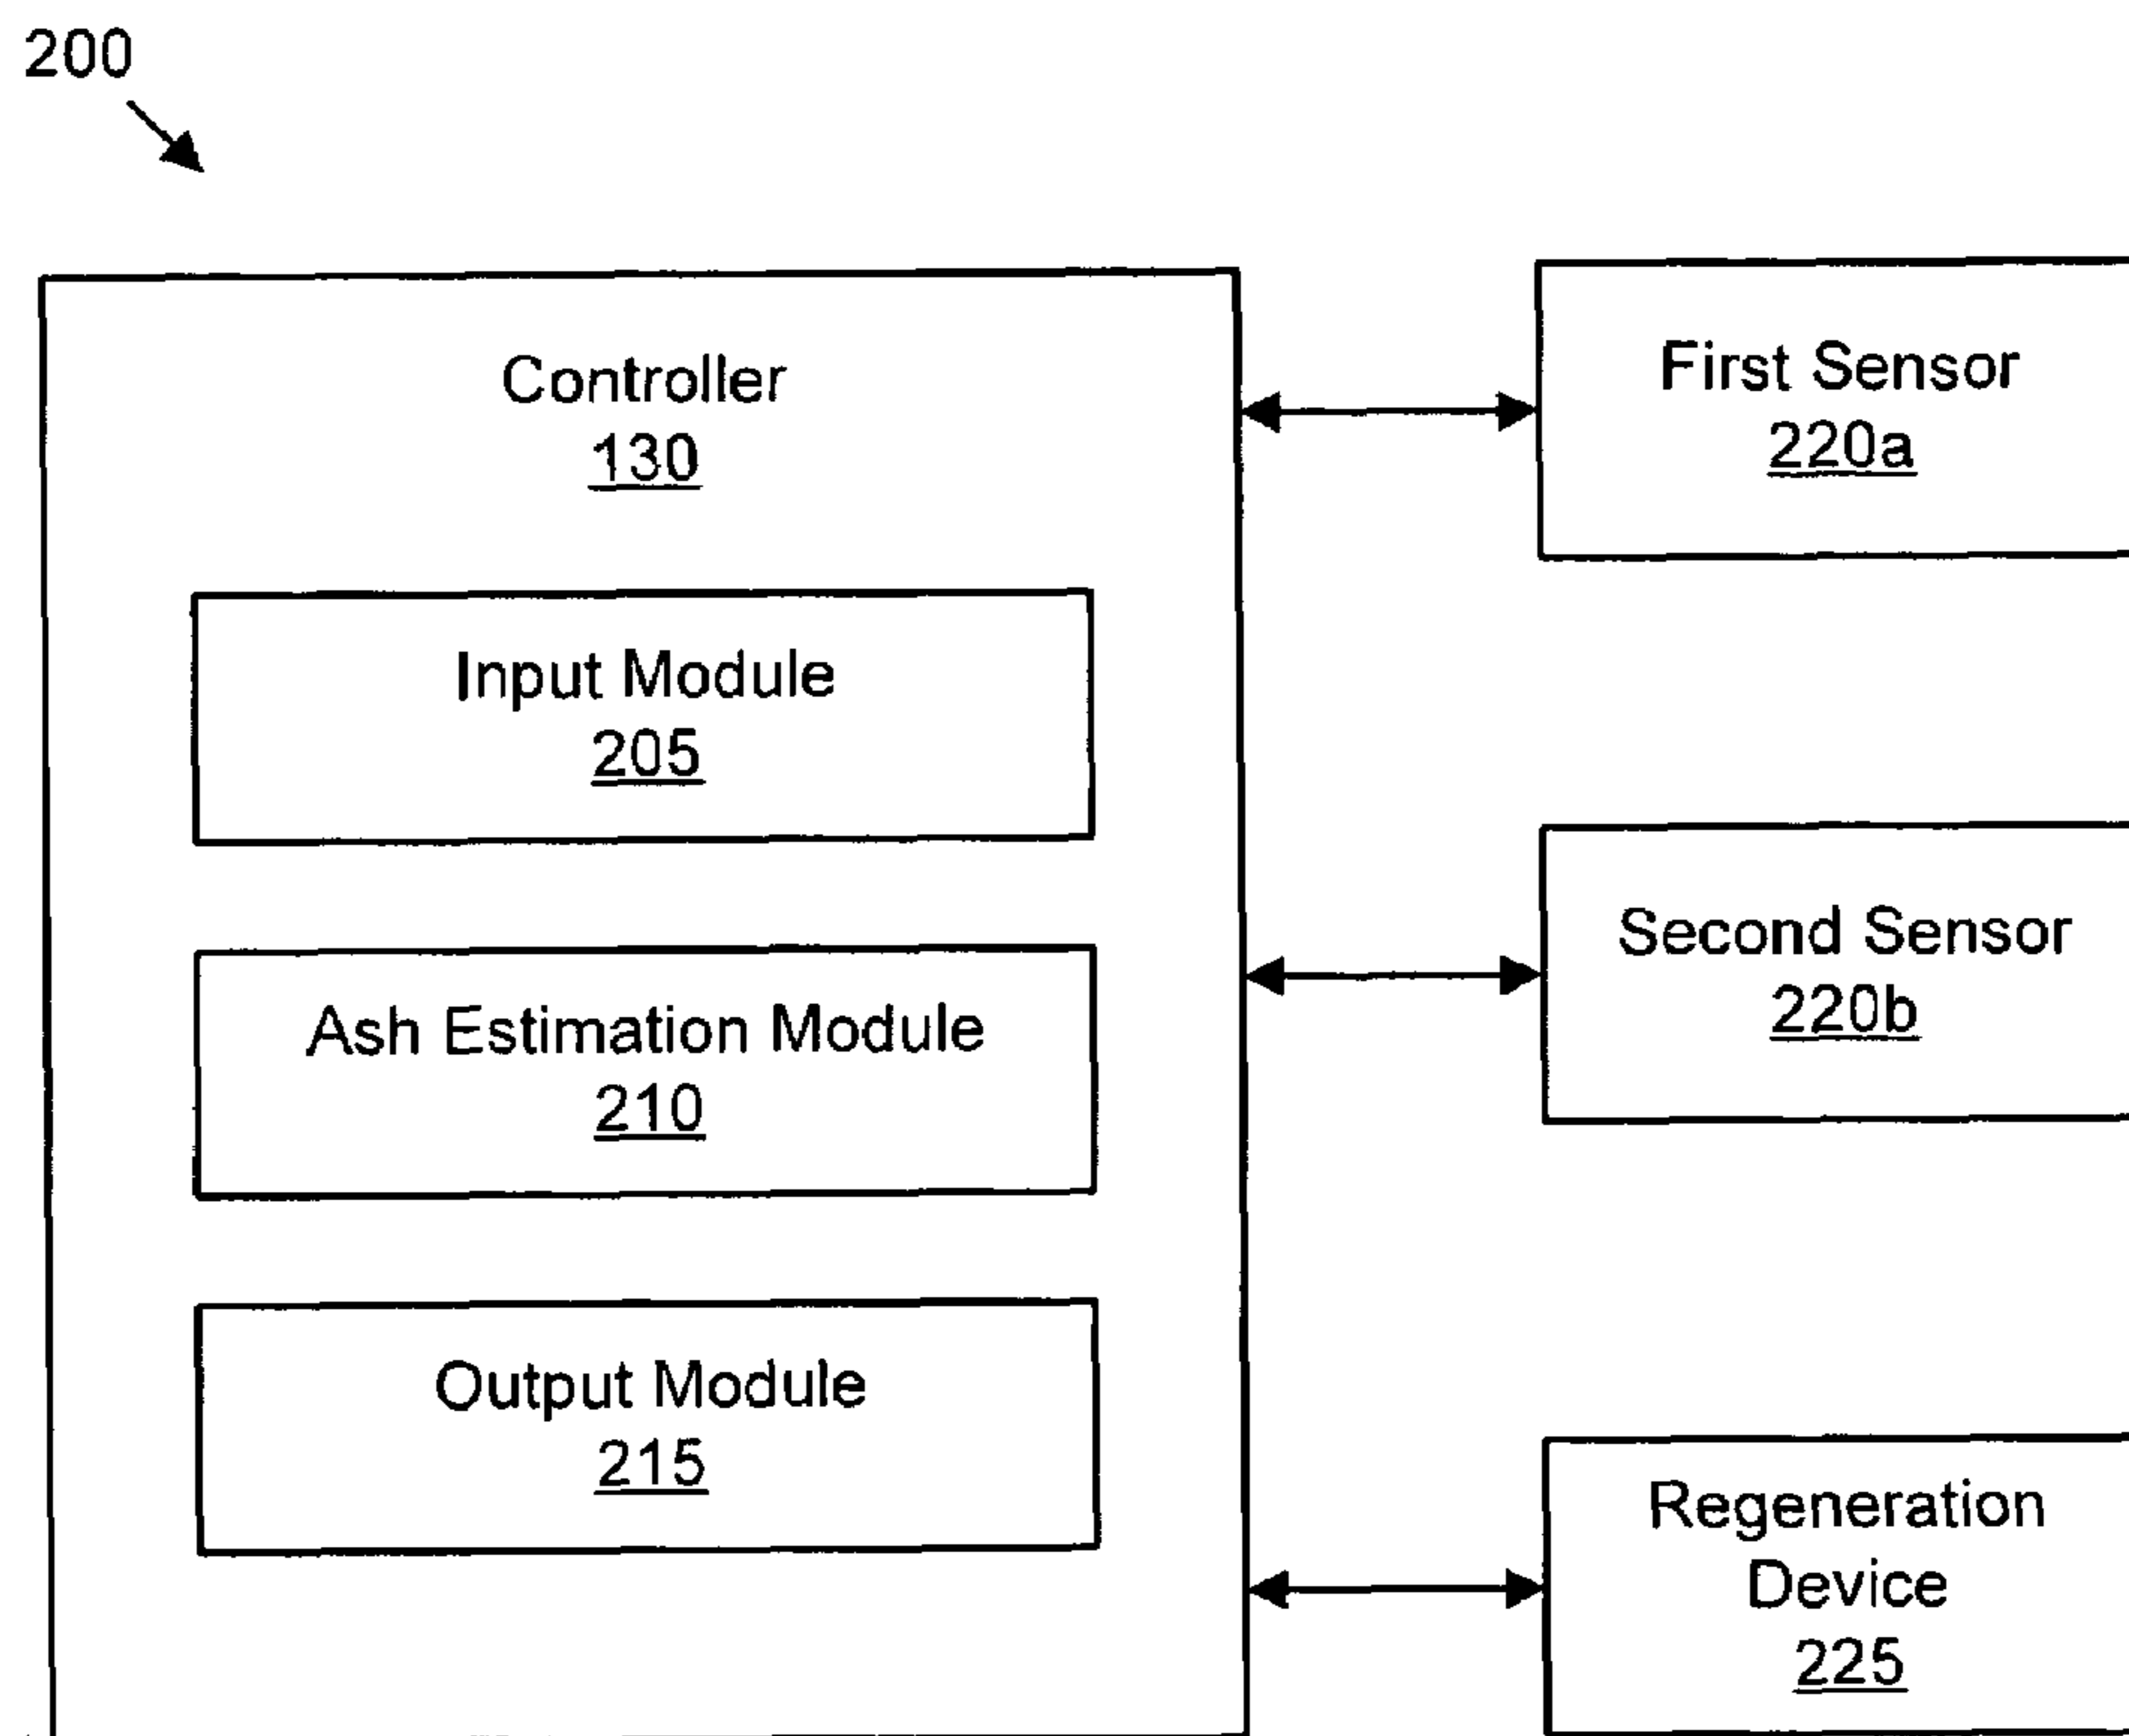 200
Controller
130
Input Module
205
Ash Estimation Module
210
Output Module
215
First Sensor
220a
Second Sensor
220b
Regeneration
Device
225